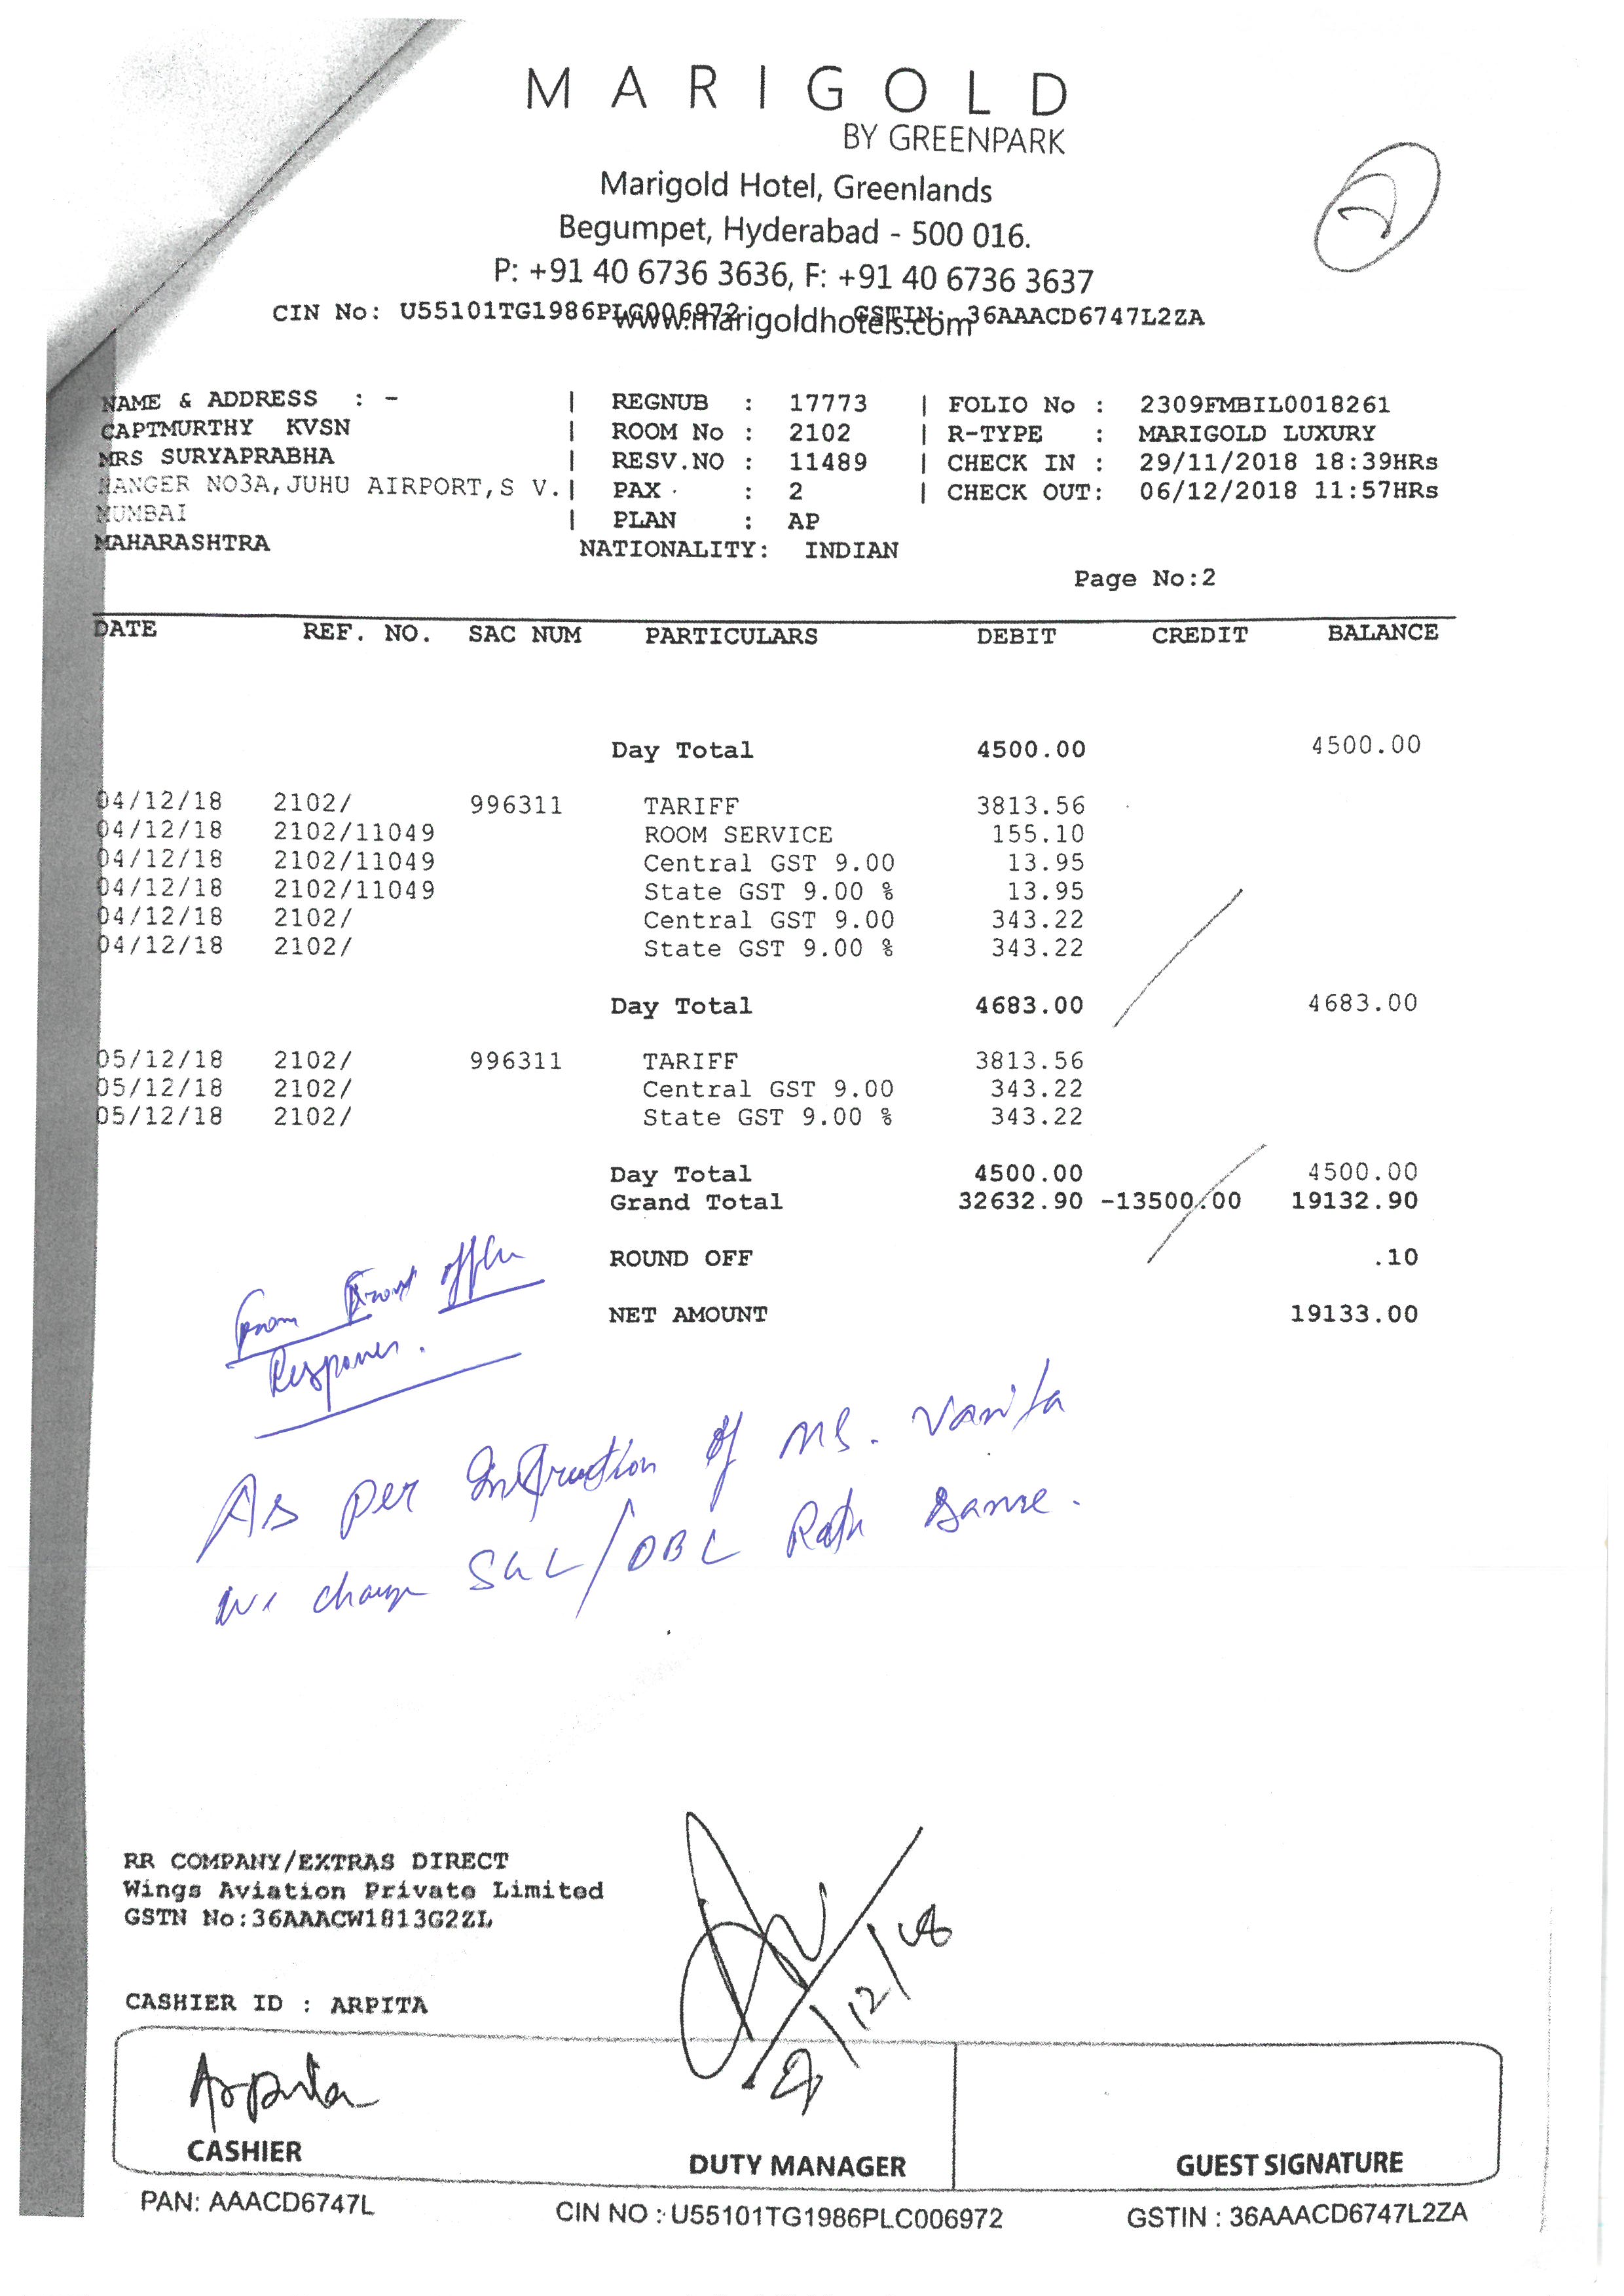 MARIGOLD
BY GREENPARK
2
Marigold Hotel, Greenlands
Begumpet, Hyderabad - 500 016.
P: +91 40 6736 3636, F: +91 40 6736 3637
CIN No: U55101TG1986PLC006972 GSTIN: 36AAACD6747L2ZA
www.marigoldhotels.com
NAME & ADDRESS : - | REGNUB : 17773 | FOLIO No : 2309FMBIL0018261
CAPTMURTHY KVSN | ROOM No : 2102 | R-TYPE : MARIGOLD LUXURY
MRS SURYAPRABHA | RESV.NO : 11489 | CHECK IN : 29/11/2018 18:39HRs
HANGER NO3A,JUHU AIRPORT,S V.| PAX : 2 | CHECK OUT: 06/12/2018 11:57HRs
MUMBAI | PLAN : AP
MAHARASHTRA NATIONALITY: INDIAN
Page No:2
DATE REF. NO. SAC NUM PARTICULARS DEBIT CREDIT BALANCE
Day Total 4500.00 4500.00
04/12/18 2102/ 996311 TARIFF 3813.56
04/12/18 2102/11049 ROOM SERVICE 155.10
04/12/18 2102/11049 Central GST 9.00 13.95
04/12/18 2102/11049 State GST 9.00 % 13.95
04/12/18 2102/ Central GST 9.00 343.22
04/12/18 2102/ State GST 9.00 % 343.22
Day Total 4683.00 4683.00
05/12/18 2102/ 996311 TARIFF 3813.56
05/12/18 2102/ Central GST 9.00 343.22
05/12/18 2102/ State GST 9.00 % 343.22
Day Total 4500.00 4500.00
Grand Total 32632.90 -13500.00 19132.90
ROUND OFF .10
NET AMOUNT 19133.00
From Front office
Respones.
As per Instruction of MS. Vanita
We charge SGL/DBL Rate Same.
RR COMPANY/EXTRAS DIRECT
Wings Aviation Private Limited
GSTN No:36AAACW1813G2ZL
CASHIER ID : ARPITA
Arpita
CASHIER DUTY MANAGER GUEST SIGNATURE
PAN: AAACD6747L CIN NO : U55101TG1986PLC006972 GSTIN : 36AAACD6747L2ZA